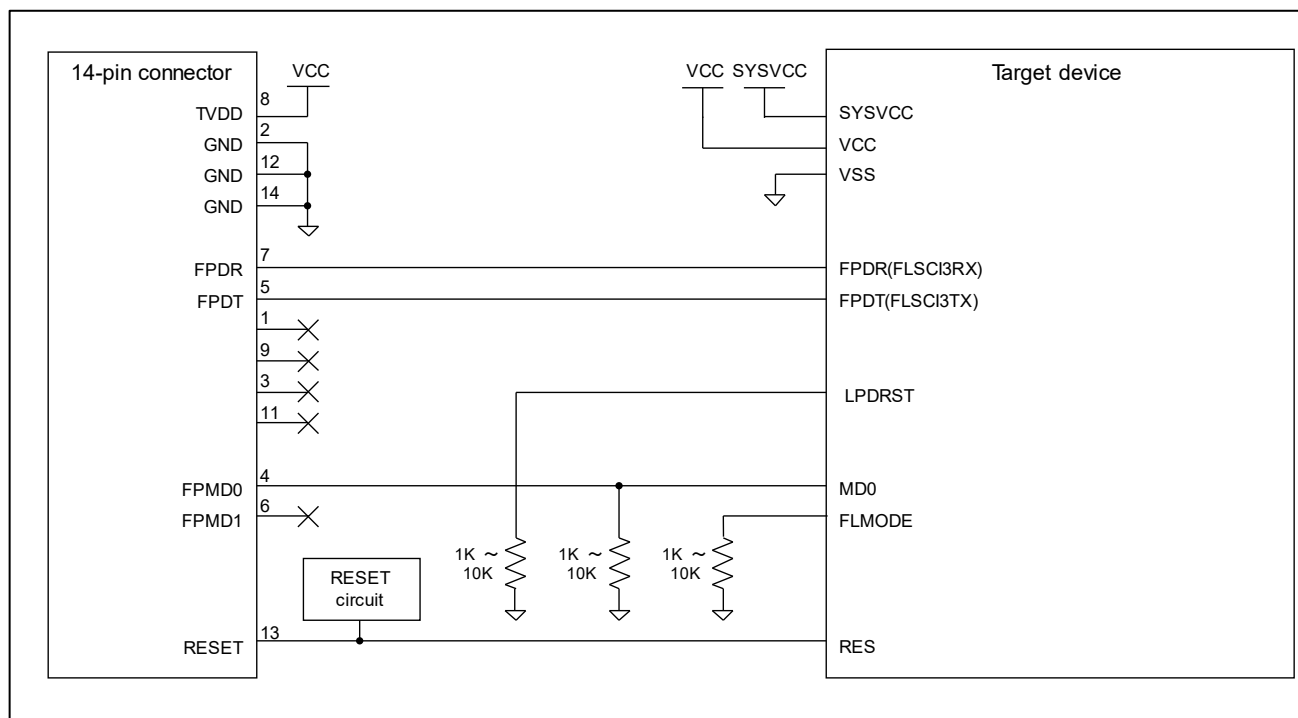 14-pin connector
VCC
VCC
SYSVCC
Target device
TVDD
8
SYSVCC
GND
2
VCC
GND
12
VSS
GND
14
FPDR
7
FPDR(FLSCI3RX)
FPDT
5
FPDT(FLSCI3TX)
1
9
3
LPDRST
11
FPMD0
4
MD0
FPMD1
6
FLMODE
1K ～
10K
1K ～
10K
1K ～
10K
RESET
circuit
RESET
13
RES